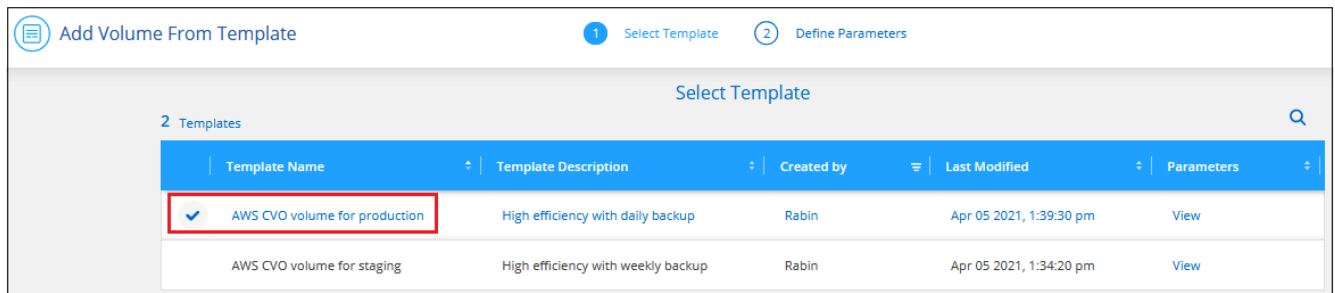 Add Volume From Template
1 Select Template 2 Define Parameters
Select Template
2 Templates
Template Name Template Description Created by Last Modified Parameters
AWS CVO volume for production High efficiency with daily backup Rabin Apr 05 2021, 1:39:30 pm View
AWS CVO volume for staging High efficiency with weekly backup Rabin Apr 05 2021, 1:34:20 pm View